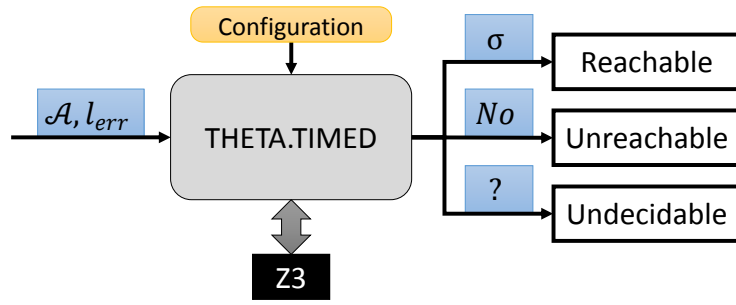 Configuration
σ
Reachable
𝒜, l_err
THETA.TIMED
No
Unreachable
?
Undecidable
Z3